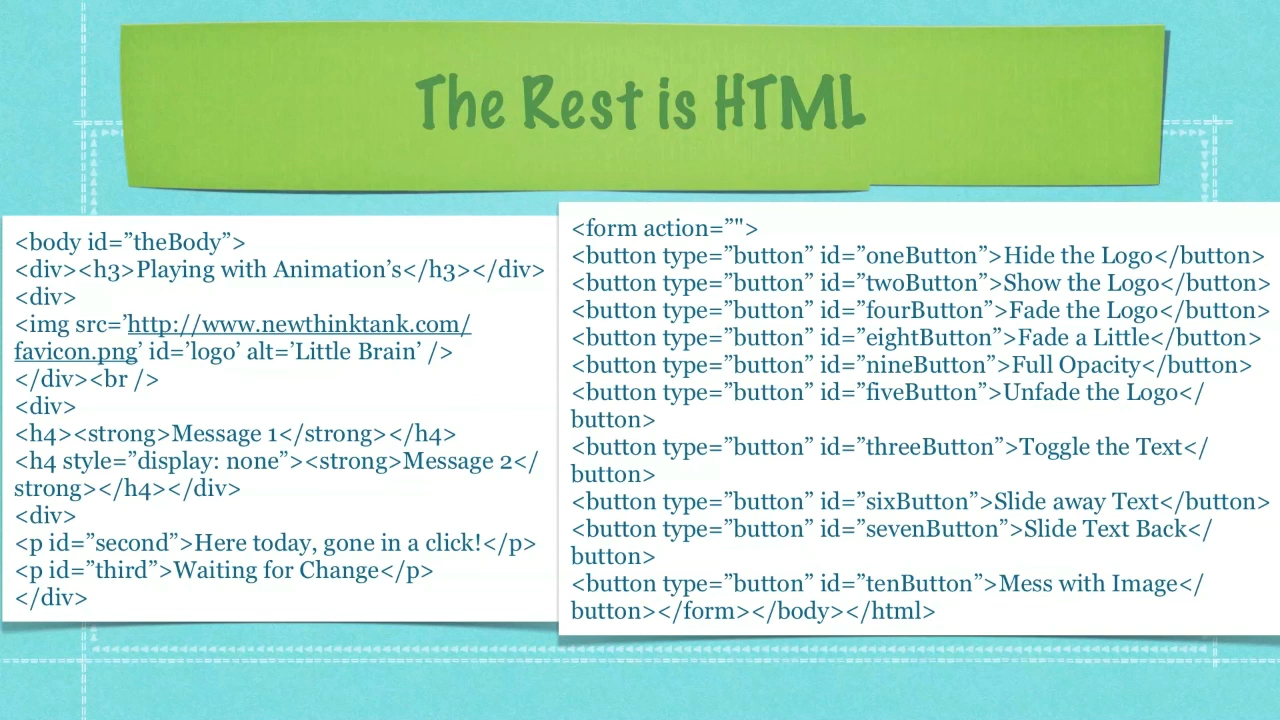 The Rest is HTML
<body id=”theBody”>
<div><h3>Playing with Animation’s</h3></div>
<div>
<img src=’http://www.newthinktank.com/
favicon.png’ id=’logo’ alt=’Little Brain’ />
</div><br />
<div>
<h4><strong>Message 1</strong></h4>
<h4 style=”display: none”><strong>Message 2</
strong></h4></div>
<div>
<p id=”second”>Here today, gone in a click!</p>
<p id=”third”>Waiting for Change</p>
</div>
<form action=”">
<button type=”button” id=”oneButton”>Hide the Logo</button>
<button type=”button” id=”twoButton”>Show the Logo</button>
<button type=”button” id=”fourButton”>Fade the Logo</button>
<button type=”button” id=”eightButton”>Fade a Little</button>
<button type=”button” id=”nineButton”>Full Opacity</button>
<button type=”button” id=”fiveButton”>Unfade the Logo</
button>
<button type=”button” id=”threeButton”>Toggle the Text</
button>
<button type=”button” id=”sixButton”>Slide away Text</button>
<button type=”button” id=”sevenButton”>Slide Text Back</
button>
<button type=”button” id=”tenButton”>Mess with Image</
button></form></body></html>